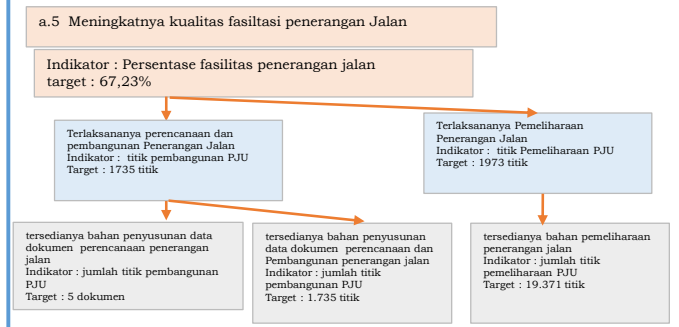 a.5  Meningkatnya kualitas fasiltasi penerangan Jalan
Indikator : Persentase fasilitas penerangan jalan
target : 67,23%
Terlaksananya perencanaan dan
pembangunan Penerangan Jalan
Indikator :  titik pembangunan PJU
Target : 1735 titik
Terlaksananya Pemeliharaan
Penerangan Jalan
Indikator :  titik Pemeliharaan PJU
Target : 1973 titik
tersedianya bahan penyusunan data
dokumen  perencanaan penerangan
jalan
Indikator : jumlah titik pembangunan
PJU
Target : 5 dokumen
tersedianya bahan penyusunan
data dokumen  perencanaan dan
Pembangunan penerangan jalan
Indikator : jumlah titik
pembangunan PJU
Target : 1.735 titik
tersedianya bahan pemeliharaan
penerangan jalan
Indikator : jumlah titik
pemeliharaan PJU
Target : 19.371 titik